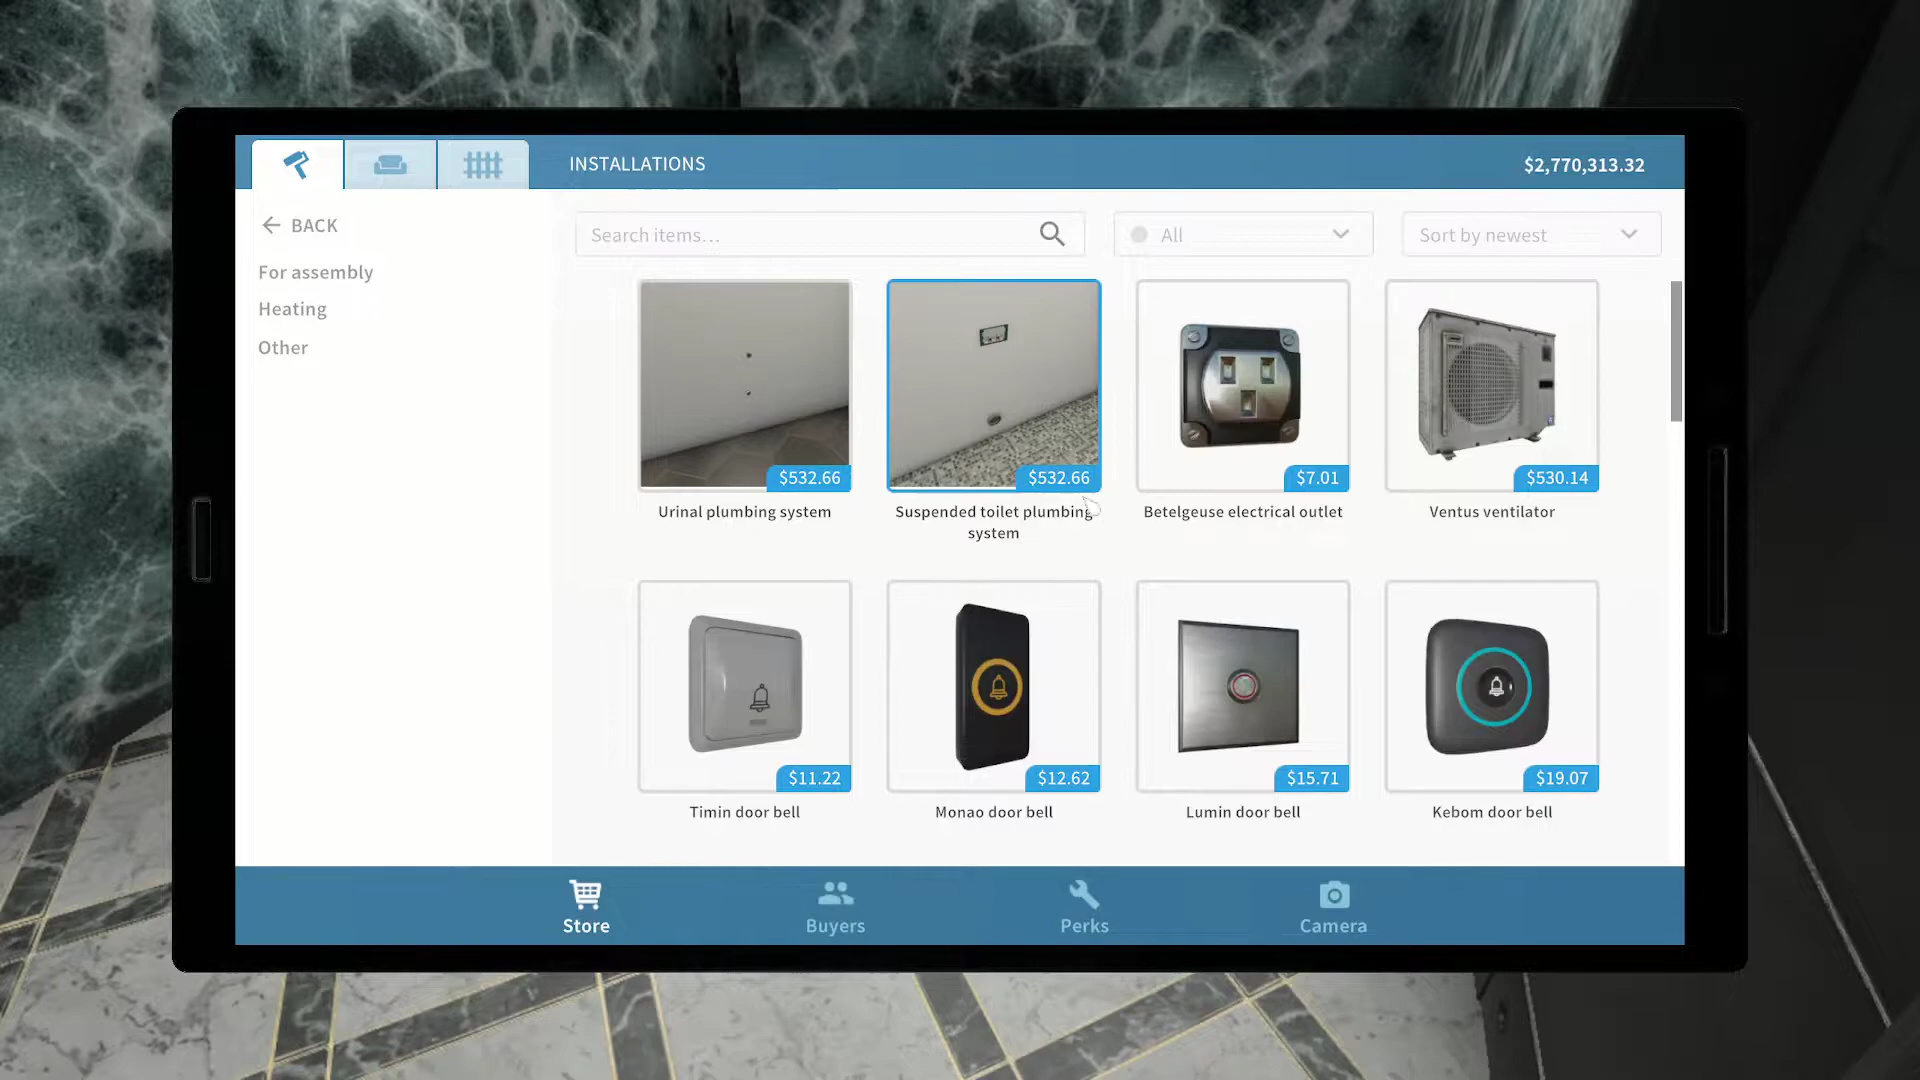 INSTALLATIONS
$2,770,313.32
BACK
For assembly
Heating
Other
Search items...
All
Sort by newest
$532.66
$532.66
$7.01
$530.14
Urinal plumbing system
Suspended toilet plumbing
system
Betelgeuse electrical outlet
Ventus ventilator
$11.22
$12.62
$15.71
$19.07
Timin door bell
Monao door bell
Lumin door bell
Kebom door bell
Store
Buyers
Perks
Camera